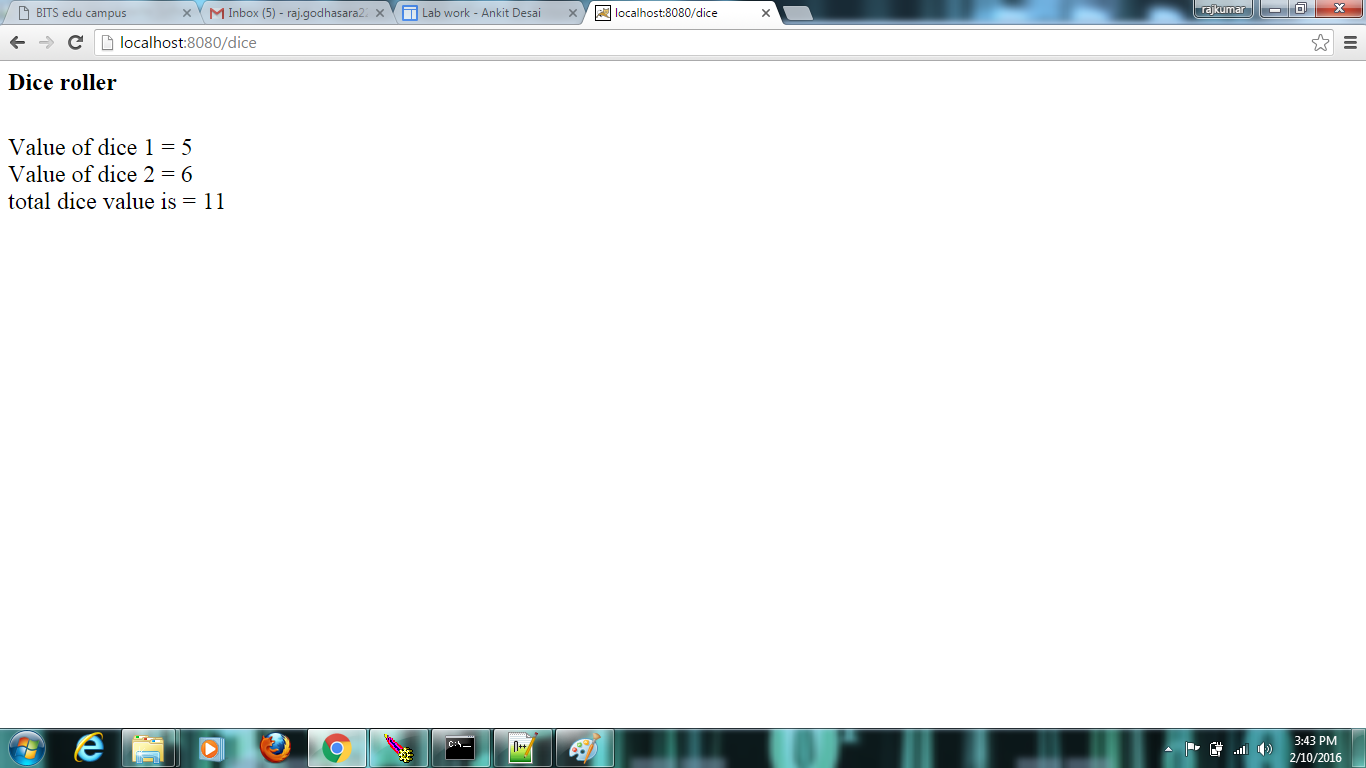 BITS edu campus
Inbox (5) - raj.godhasara22
Lab work - Ankit Desai
localhost:8080/dice
rajkumar
localhost:8080/dice
Dice roller
Value of dice 1 = 5
Value of dice 2 = 6
total dice value is = 11
C:\
3:43 PM
2/10/2016